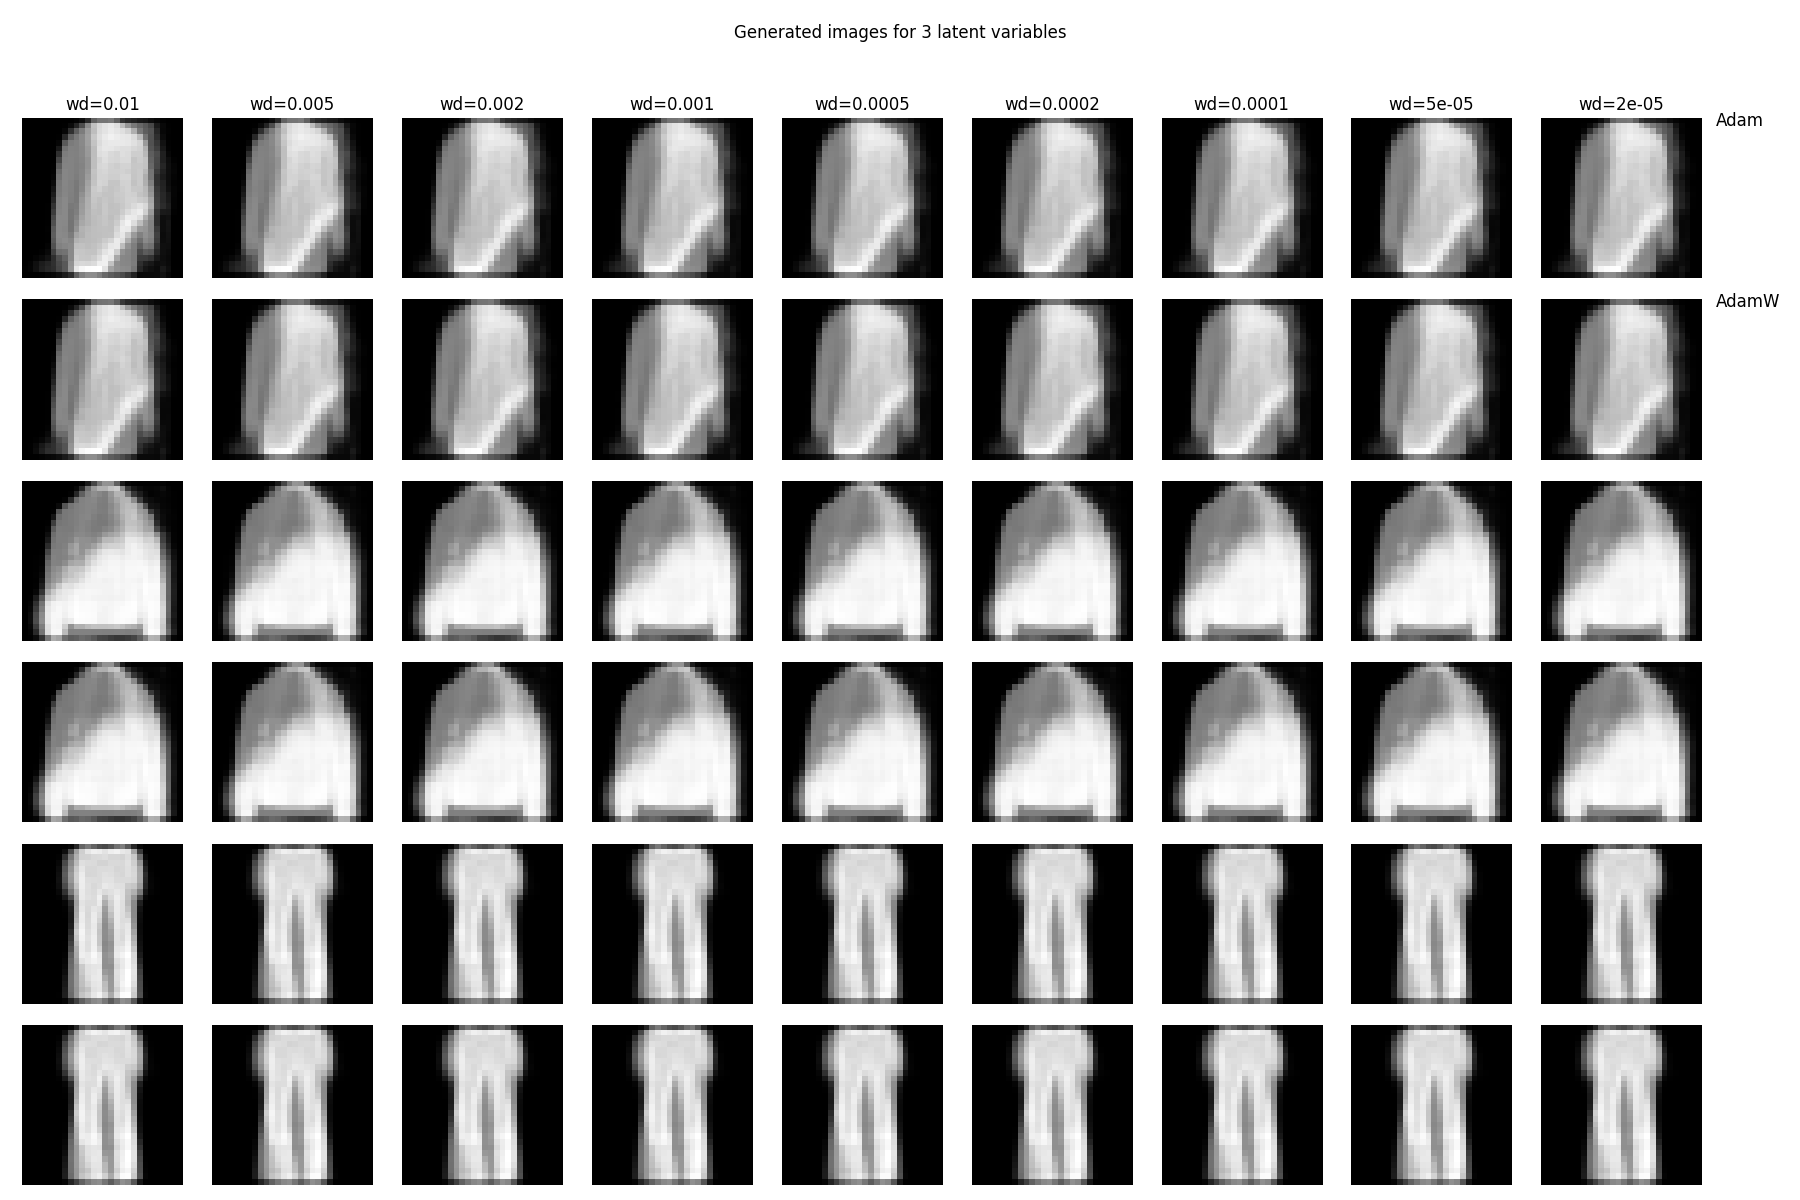 Generated images for 3 latent variables
wd=0.01 wd=0.005 wd=0.002 wd=0.001 wd=0.0005 wd=0.0002 wd=0.0001 wd=5e-05 wd=2e-05
Adam
AdamW